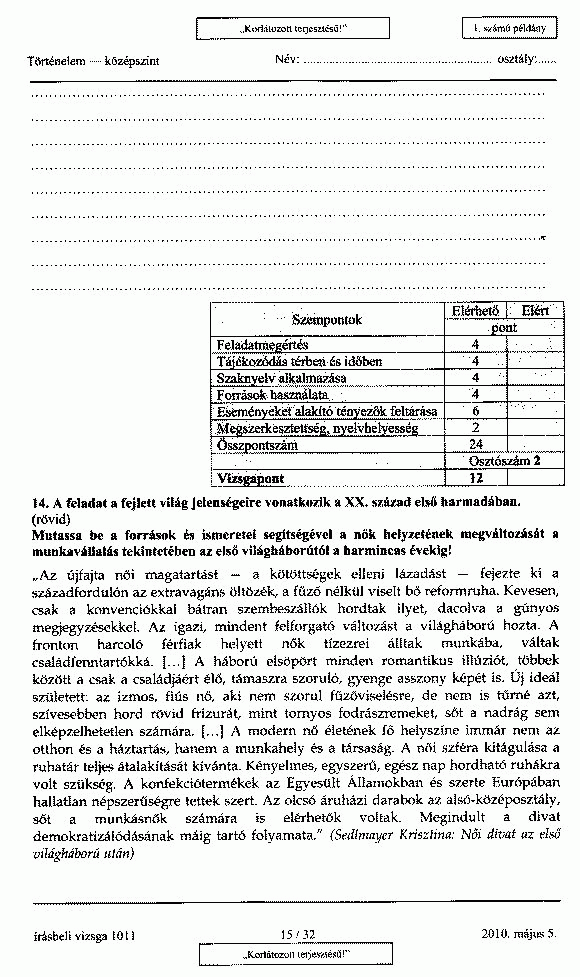 „Korlátozott terjesztésű!”
1. számú példány
Történelem — középszint
Név: ........................................................ osztály:......
Szempontok
Elérhető
Elért
pont
Feladatmegértés 4
Tájékozódás térben és időben 4
Szaknyelv alkalmazása 4
Források használata 4
Eseményeket alakító tényezők feltárása 6
Megszerkesztettség, nyelvhelyesség 2
Összpontszám 24
Osztószám 2
Vizsgapont 12
14. A feladat a fejlett világ jelenségeire vonatkozik a XX. század első harmadában.
(rövid)
Mutassa be a források és ismeretei segítségével a nők helyzetének megváltozását a
munkavállalás tekintetében az első világháborútól a harmincas évekig!
„Az újfajta női magatartást — a kötöttségek elleni lázadást — fejezte ki a
századfordulón az extravagáns öltözék, a fűző nélkül viselt bő reformruha. Kevesen,
csak a konvenciókkal bátran szembeszállók hordtak ilyet, dacolva a gúnyos
megjegyzésekkel. Az igazi, mindent felforgató változást a világháború hozta. A
fronton harcoló férfiak helyett nők tízezrei álltak munkába, váltak
családfenntartókká. [...] A háború elsöpört minden romantikus illúziót, többek
között a csak a családjáért élő, támaszra szoruló, gyenge asszony képét is. Új ideál
született: az izmos, fiús nő, aki nem szorul fűzőviselésre, de nem is tűrné azt,
szívesebben hord rövid frizurát, mint tornyos fodrászremeket, sőt a nadrág sem
elképzelhetetlen számára. [...] A modern nő életének fő helyszíne immár nem az
otthon és a háztartás, hanem a munkahely és a társaság. A női szféra kitágulása a
ruhatár teljes átalakítását kívánta. Kényelmes, egyszerű, egész nap hordható ruhákra
volt szükség. A konfekciótermékek az Egyesült Államokban és szerte Európában
hallatlan népszerűségre tettek szert. Az olcsó áruházi darabok az alsó-középosztály,
sőt a munkásnők számára is elérhetők voltak. Megindult a divat
demokratizálódásának máig tartó folyamata.” (Sedlmayer Krisztina: Női divat az első
világháború után)
írásbeli vizsga 1011
15 / 32
2010. május 5.
„Korlátozott terjesztésű!”